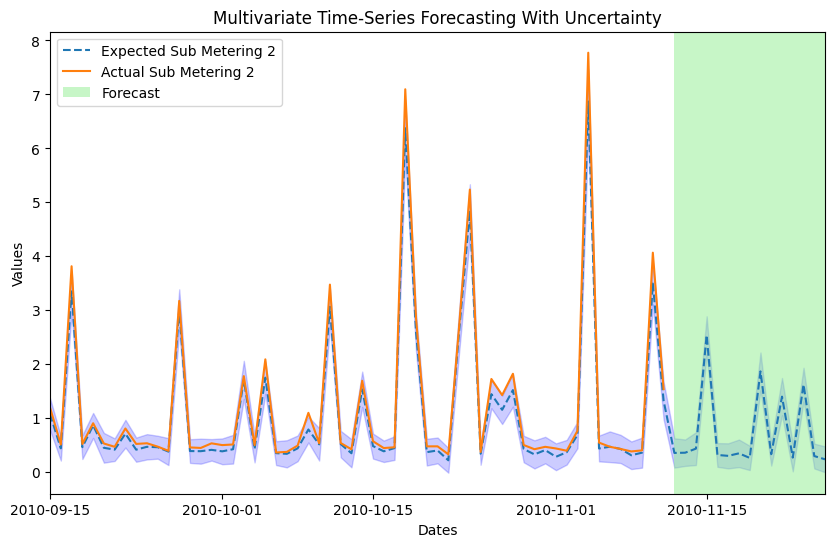 Multivariate Time-Series Forecasting With Uncertainty
Expected Sub Metering 2
Actual Sub Metering 2
Forecast
8
7
6
5
4
3
2
1
0
Values
2010-09-15
2010-10-01
2010-10-15
2010-11-01
2010-11-15
Dates